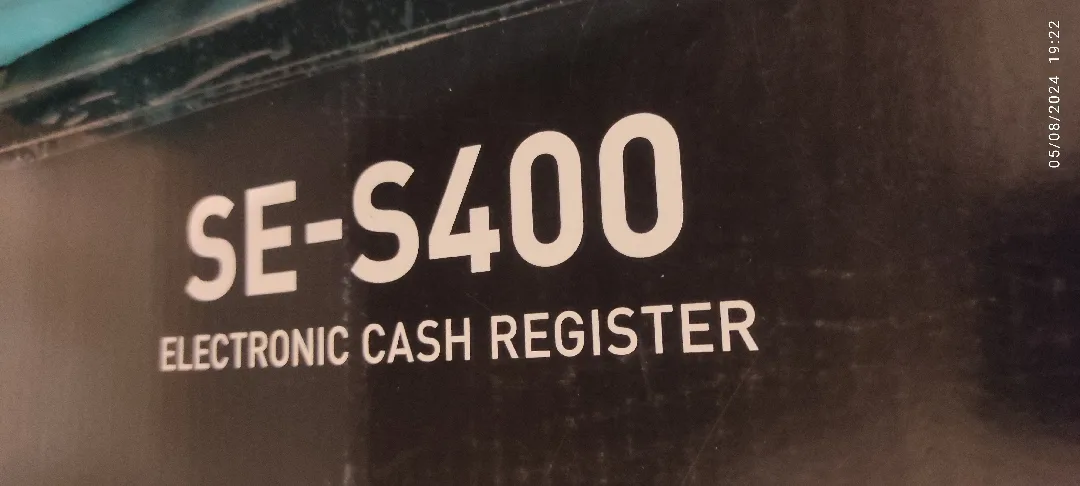 SE-S400
ELECTRONIC CASH REGISTER
05/08/2024 19:22